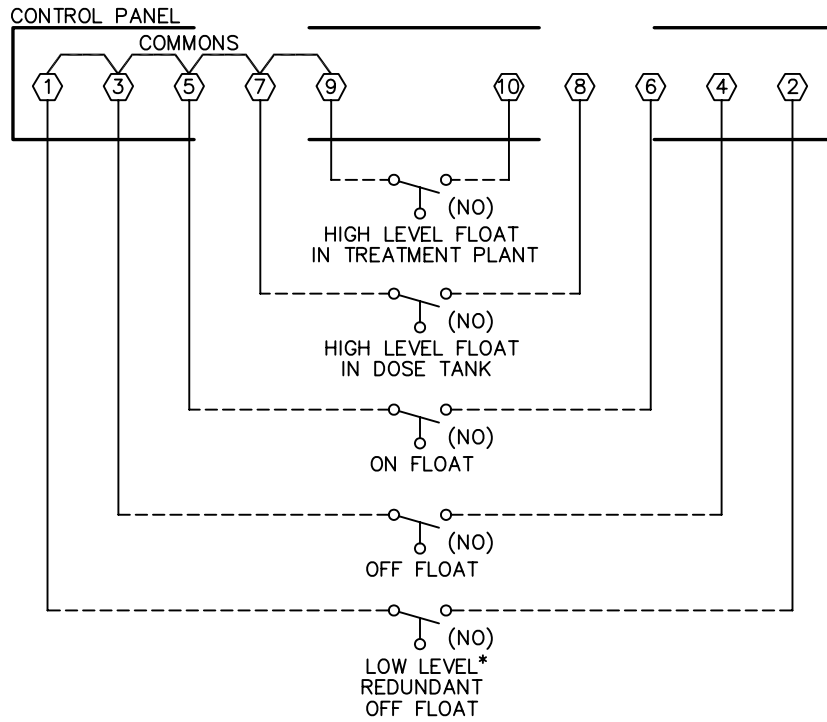 CONTROL PANEL
COMMONS
1 3 5 7 9 10 8 6 4 2
(NO)
HIGH LEVEL FLOAT
IN TREATMENT PLANT
(NO)
HIGH LEVEL FLOAT
IN DOSE TANK
(NO)
ON FLOAT
(NO)
OFF FLOAT
(NO)
LOW LEVEL*
REDUNDANT
OFF FLOAT